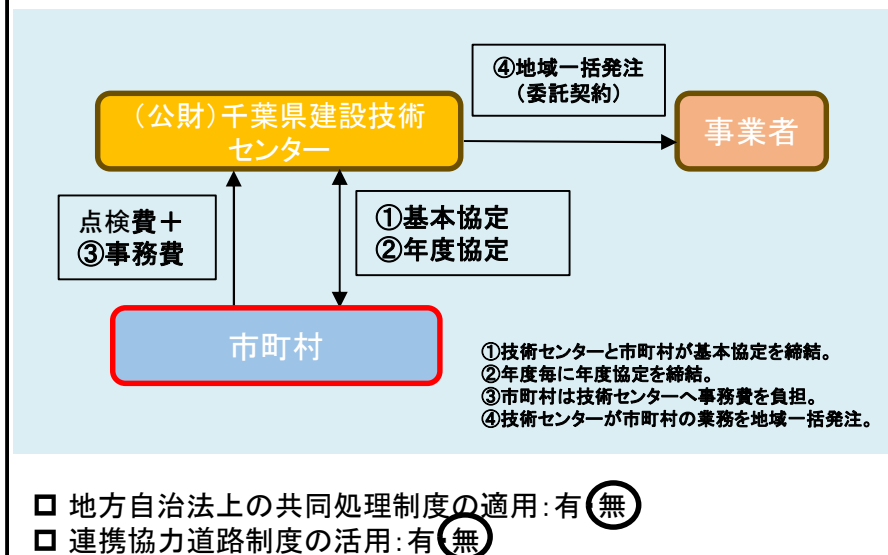 ④地域一括発注
（委託契約）
（公財）千葉県建設技術
センター
事業者
点検費＋
③事務費
①基本協定
②年度協定
市町村
①技術センターと市町村が基本協定を締結。
②年度毎に年度協定を締結。
③市町村は技術センターへ事務費を負担。
④技術センターが市町村の業務を地域一括発注。
地方自治法上の共同処理制度の適用：有・無
連携協力道路制度の活用：有・無